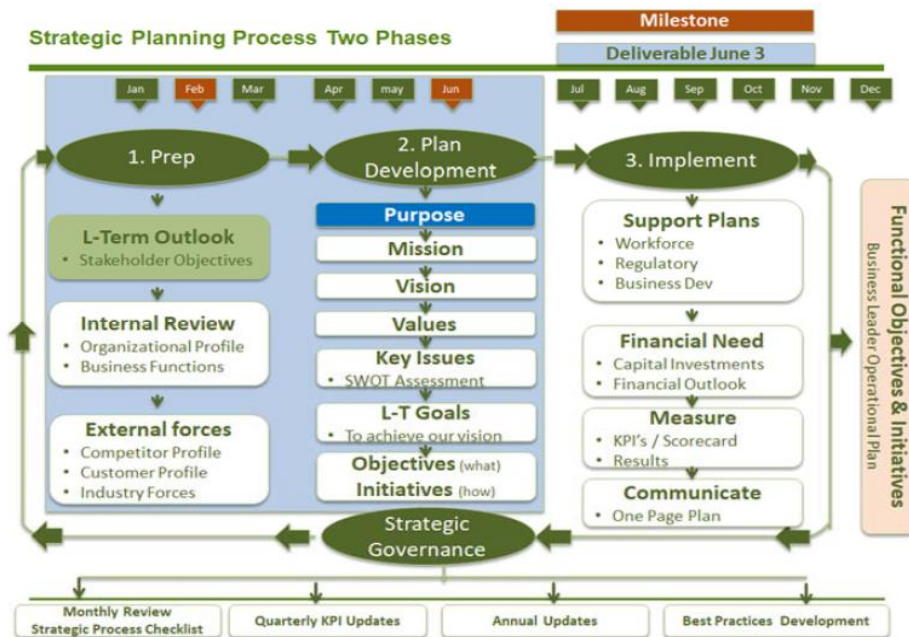 Strategic Planning Process Two Phases
Milestone
Deliverable June 3
Jan
Feb
Mar
Apr
may
Jun
Jul
Aug
Sep
Oct
Nov
Dec
1. Prep
L-Term Outlook
• Stakeholder Objectives
Internal Review
• Organizational Profile
• Business Functions
External forces
• Competitor Profile
• Customer Profile
• Industry Forces
2. Plan
Development
Purpose
Mission
Vision
Values
Key Issues
• SWOT Assessment
L-T Goals
• To achieve our vision
Objectives (what)
Initiatives (how)
3. Implement
Support Plans
• Workforce
• Regulatory
• Business Dev
Financial Need
• Capital Investments
• Financial Outlook
Measure
• KPI's / Scorecard
• Results
Communicate
• One Page Plan
Functional Objectives & Initiatives
Business Leader Operational Plan
Strategic
Governance
Monthly Review
Strategic Process Checklist
Quarterly KPI Updates
Annual Updates
Best Practices Development